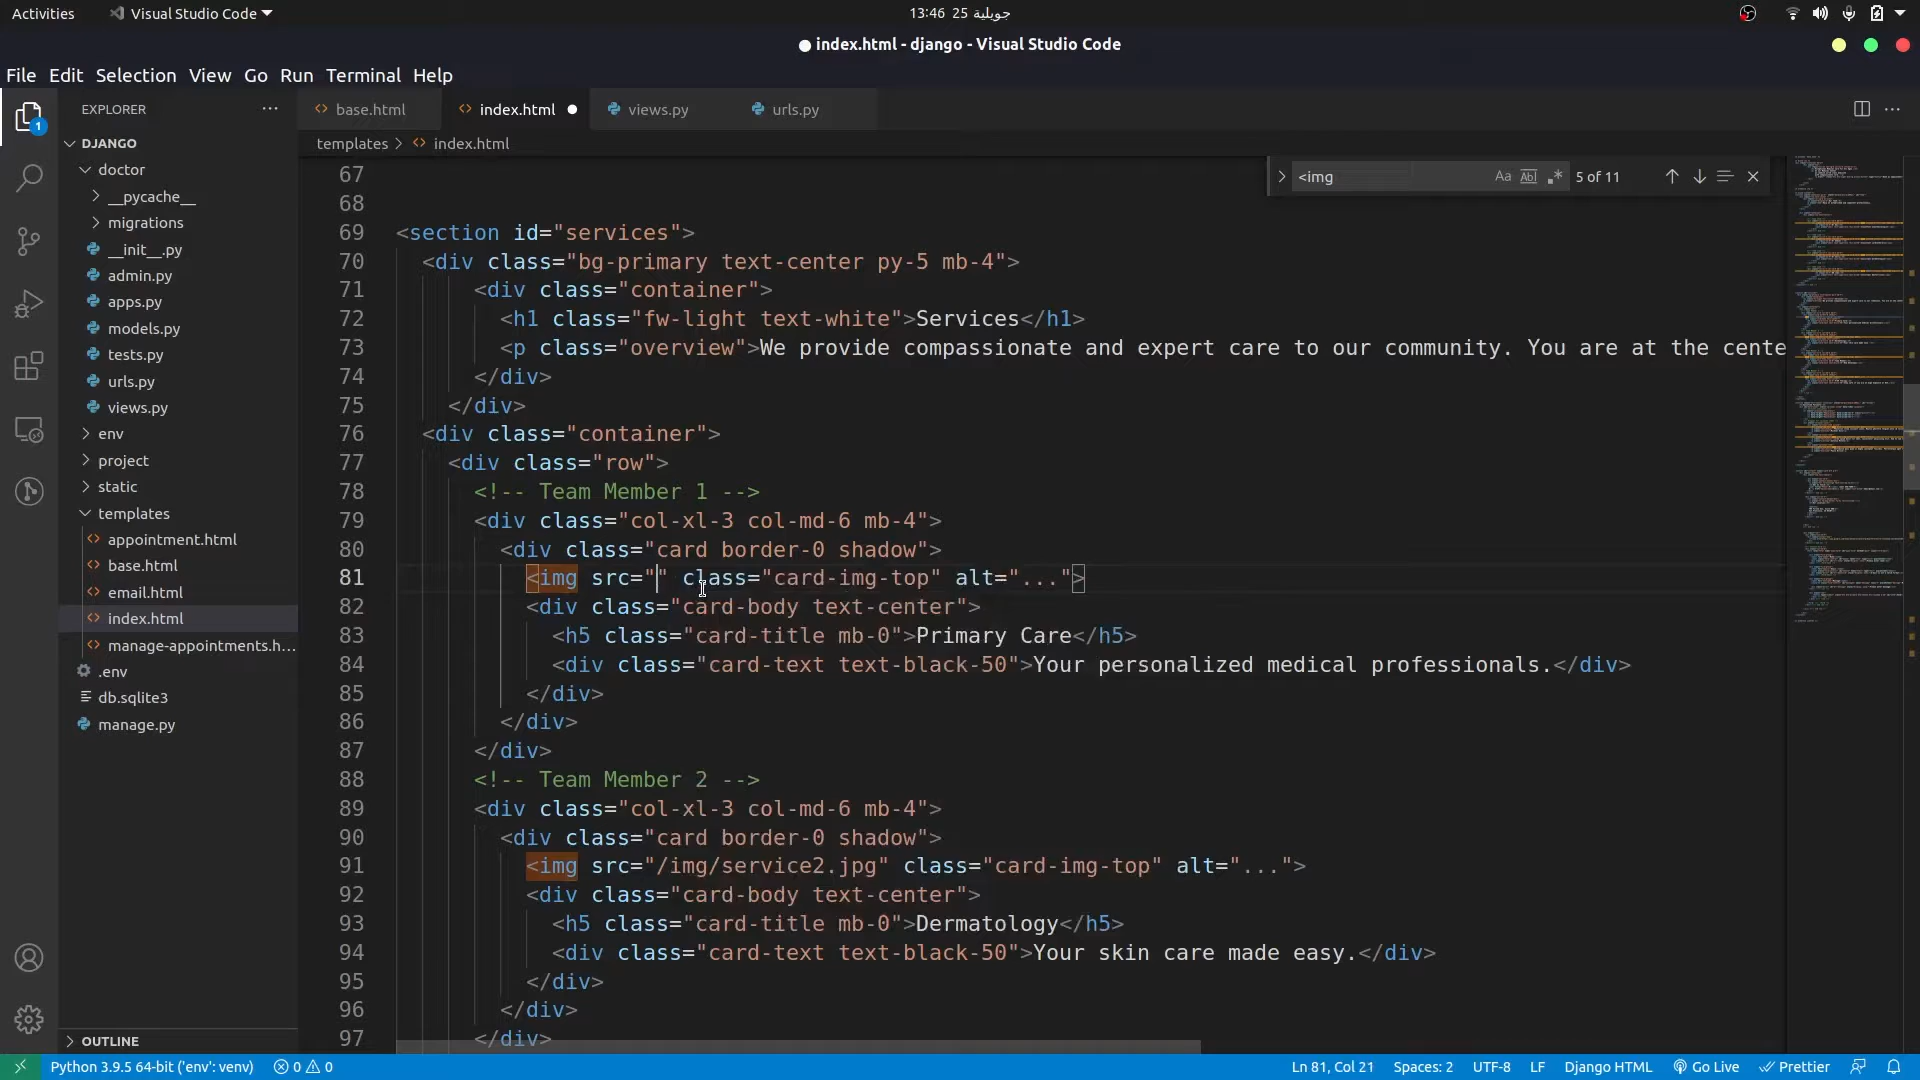 Activities Visual Studio Code 13:46 25 جويلية
index.html - django - Visual Studio Code
File Edit Selection View Go Run Terminal Help
EXPLORER ... base.html index.html views.py urls.py
1
DJANGO
templates > index.html
doctor
__pycache__
migrations
__init__.py
admin.py
apps.py
models.py
tests.py
urls.py
views.py
env
project
static
templates
appointment.html
base.html
email.html
index.html
manage-appointments.h...
.env
db.sqlite3
manage.py
OUTLINE
<img Aa Abl .* 5 of 11
67
68
69 <section id="services">
70 <div class="bg-primary text-center py-5 mb-4">
71 <div class="container">
72 <h1 class="fw-light text-white">Services</h1>
73 <p class="overview">We provide compassionate and expert care to our community. You are at the cente
74 </div>
75 </div>
76 <div class="container">
77 <div class="row">
78 <!-- Team Member 1 -->
79 <div class="col-xl-3 col-md-6 mb-4">
80 <div class="card border-0 shadow">
81 <img src="" class="card-img-top" alt="...">
82 <div class="card-body text-center">
83 <h5 class="card-title mb-0">Primary Care</h5>
84 <div class="card-text text-black-50">Your personalized medical professionals.</div>
85 </div>
86 </div>
87 </div>
88 <!-- Team Member 2 -->
89 <div class="col-xl-3 col-md-6 mb-4">
90 <div class="card border-0 shadow">
91 <img src="/img/service2.jpg" class="card-img-top" alt="...">
92 <div class="card-body text-center">
93 <h5 class="card-title mb-0">Dermatology</h5>
94 <div class="card-text text-black-50">Your skin care made easy.</div>
95 </div>
96 </div>
97 </div>
Python 3.9.5 64-bit ('env': venv) 0 0 Ln 81, Col 21 Spaces: 2 UTF-8 LF Django HTML Go Live Prettier